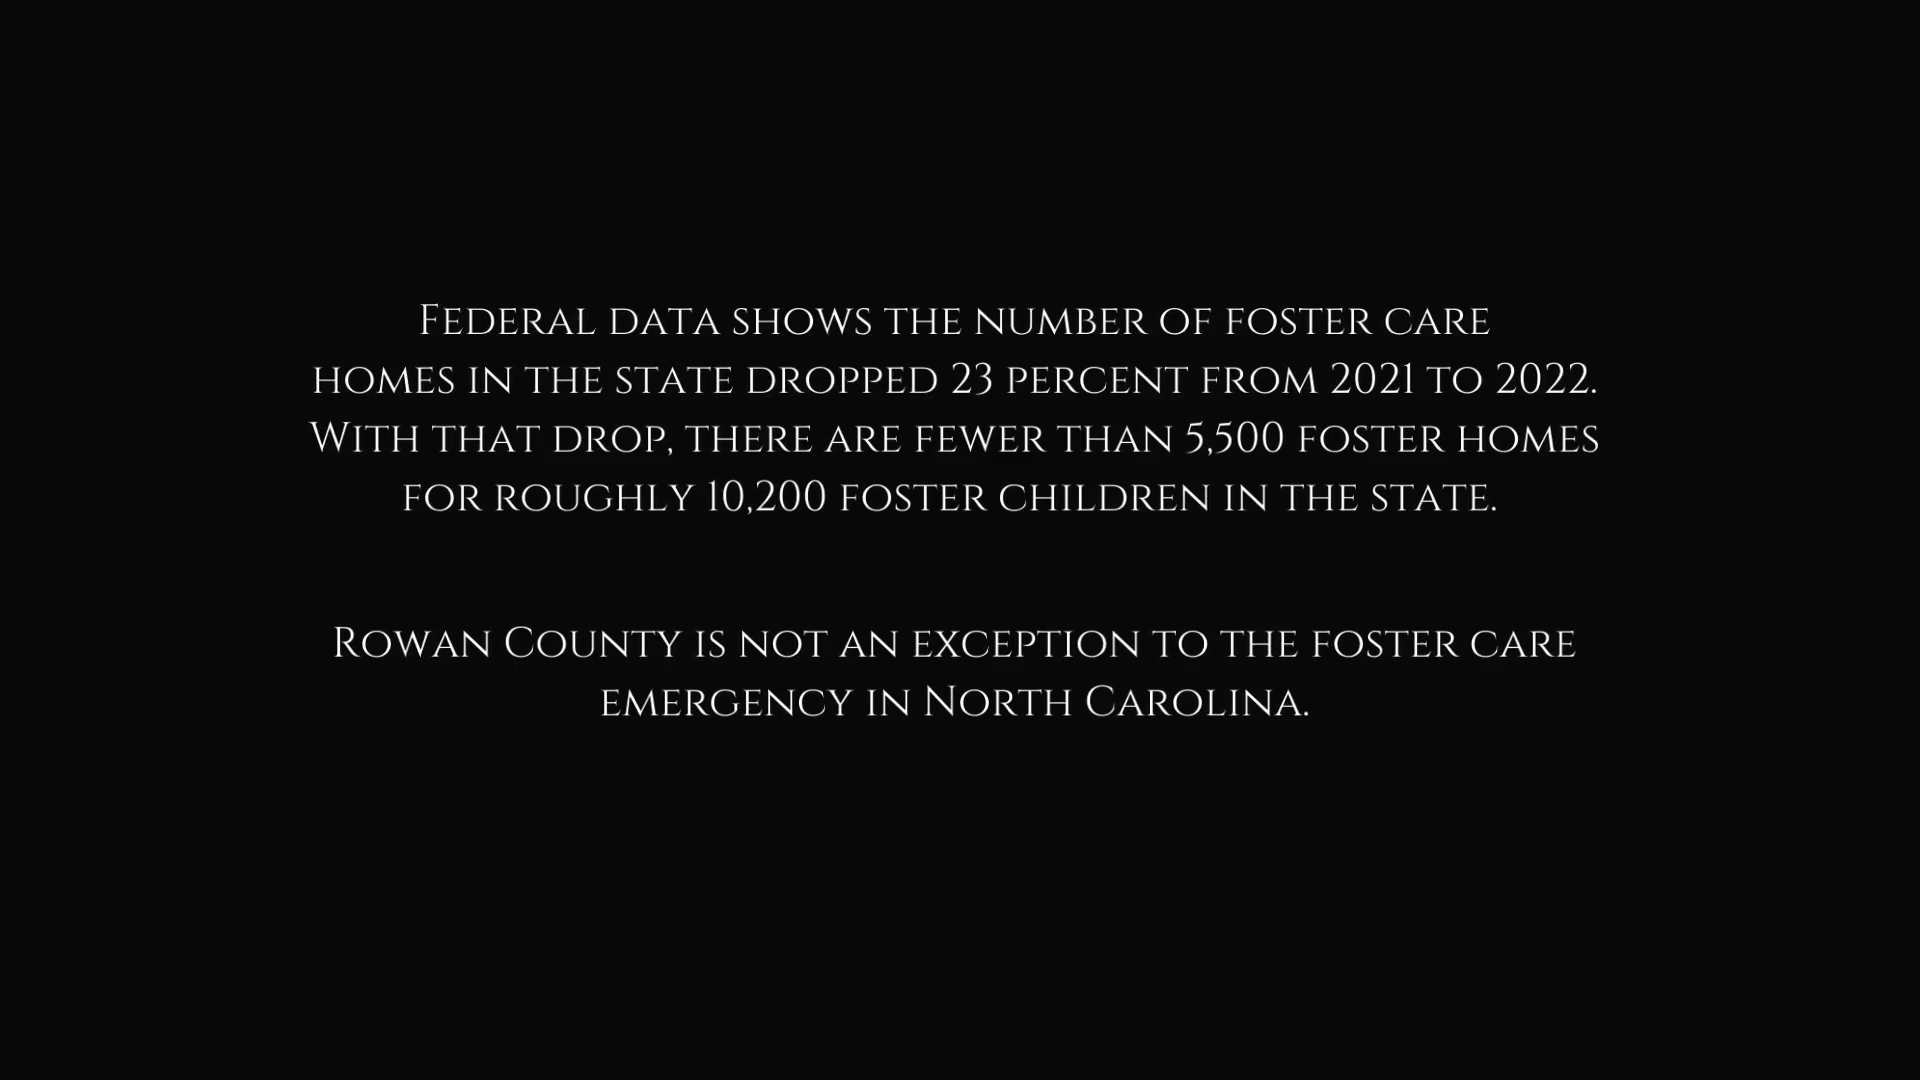 Federal data shows the number of foster care
homes in the state dropped 23 percent from 2021 to 2022.
With that drop, there are fewer than 5,500 foster homes
for roughly 10,200 foster children in the state.
Rowan County is not an exception to the foster care
emergency in North Carolina.